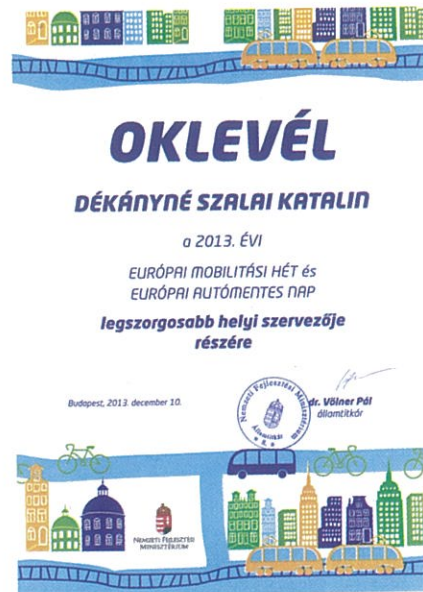 OKLEVÉL
DÉKÁNYNÉ SZALAI KATALIN
a 2013. ÉVI
EURÓPAI MOBILITÁSI HÉT és
EURÓPAI AUTÓMENTES NAP
legszorgosabb helyi szervezője
részére
Budapest, 2013. december 10.
Nemzeti Fejlesztési Minisztérium
dr. Völner Pál
államtitkár
NEMZETI FEJLESZTÉSI
MINISZTÉRIUM